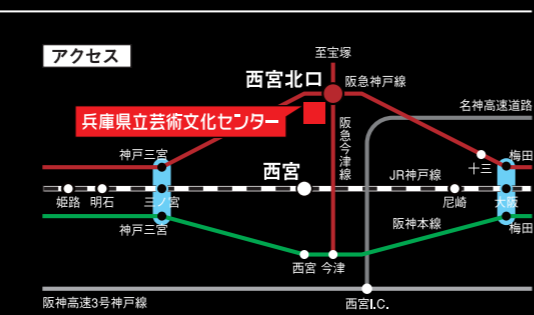 アクセス
至宝塚
西宮北口
阪急神戸線
名神高速道路
兵庫県立芸術文化センター
阪急今津線
神戸三宮
西宮
JR神戸線
十三
梅田
姫路
明石
三ノ宮
尼崎
大阪
神戸三宮
阪神本線
梅田
西宮
今津
阪神高速3号神戸線
西宮I.C.